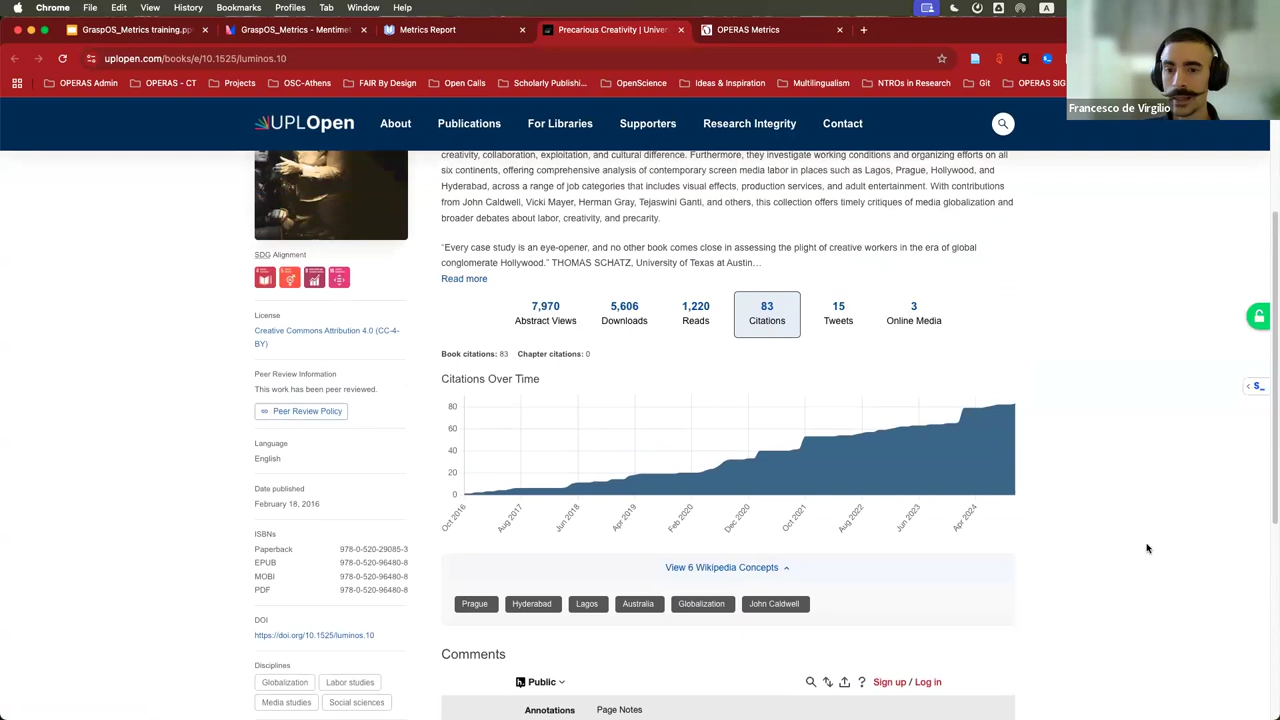 Chrome File Edit View History Bookmarks Profiles Tab Window Help
GraspOS_Metrics training.pp
GraspOS_Metrics - Mentimet
Metrics Report
Precarious Creativity | Univer
OPERAS Metrics
uplopen.com/books/e/10.1525/luminos.10
OPERAS Admin
OPERAS - CT
Projects
OSC-Athens
FAIR By Design
Open Calls
Scholarly Publishi...
OpenScience
Ideas & Inspiration
Multilingualism
NTROs in Research
Git
OPERAS SIG
Francesco de Virgilio
UPLOpen
About
Publications
For Libraries
Supporters
Research Integrity
Contact
creativity, collaboration, exploitation, and cultural difference. Furthermore, they investigate working conditions and organizing efforts on all
six continents, offering comprehensive analysis of contemporary screen media labor in places such as Lagos, Prague, Hollywood, and
Hyderabad, across a range of job categories that includes visual effects, production services, and adult entertainment. With contributions
from John Caldwell, Vicki Mayer, Herman Gray, Tejaswini Ganti, and others, this collection offers timely critiques of media globalization and
broader debates about labor, creativity, and precarity.
“Every case study is an eye-opener, and no other book comes close in assessing the plight of creative workers in the era of global
conglomerate Hollywood.” THOMAS SCHATZ, University of Texas at Austin…
Read more
SDG Alignment
License
Creative Commons Attribution 4.0 (CC-4-
BY)
Peer Review Information
This work has been peer reviewed.
Peer Review Policy
Language
English
Date published
February 18, 2016
ISBNs
Paperback 978-0-520-29085-3
EPUB 978-0-520-96480-8
MOBI 978-0-520-96480-8
PDF 978-0-520-96480-8
DOI
https://doi.org/10.1525/luminos.10
Disciplines
Globalization
Labor studies
Media studies
Social sciences
7,970
Abstract Views
5,606
Downloads
1,220
Reads
83
Citations
15
Tweets
3
Online Media
Book citations: 83 Chapter citations: 0
Citations Over Time
80
60
40
20
0
Oct 2016
Aug 2017
Jun 2018
Apr 2019
Feb 2020
Dec 2020
Oct 2021
Aug 2022
Jun 2023
Apr 2024
View 6 Wikipedia Concepts
Prague
Hyderabad
Lagos
Australia
Globalization
John Caldwell
Comments
Public
Sign up / Log in
Annotations
Page Notes
S_